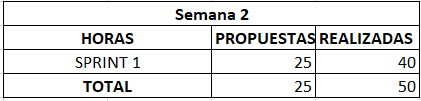 Semana 2
HORAS PROPUESTAS REALIZADAS
SPRINT 1 25 40
TOTAL 25 50